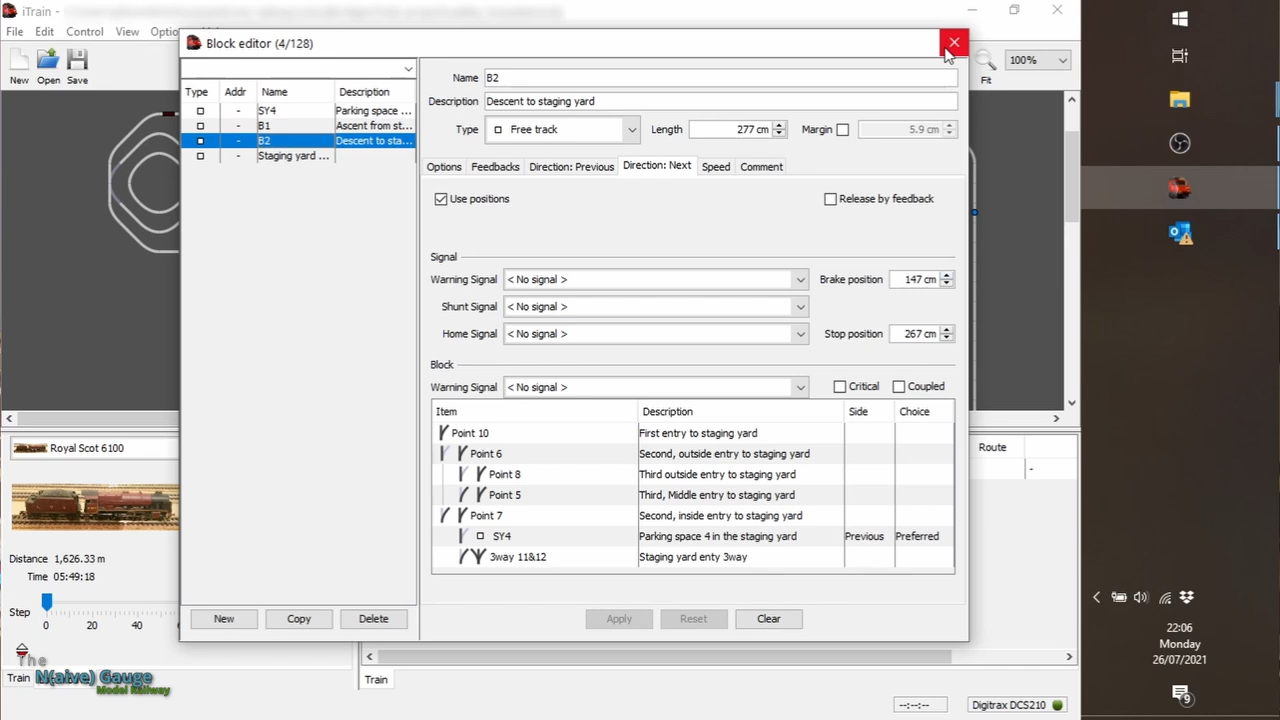 iTrain -
File Edit Control View Optio
New Open Save
100%
Fit
Block editor (4/128)
Type Addr Name Description
- SY4 Parking space ...
- B1 Ascent from st...
- B2 Descent to sta...
- Staging yard ...
Name B2
Description Descent to staging yard
Type Free track Length 277 cm Margin 5.9 cm
Options Feedbacks Direction: Previous Direction: Next Speed Comment
Use positions Release by feedback
Signal
Warning Signal < No signal > Brake position 147 cm
Shunt Signal < No signal >
Home Signal < No signal > Stop position 267 cm
Block
Warning Signal < No signal > Critical Coupled
Item Description Side Choice
Point 10 First entry to staging yard
Point 6 Second, outside entry to staging yard
Point 8 Third outside entry to staging yard
Point 5 Third, Middle entry to staging yard
Point 7 Second, inside entry to staging yard
SY4 Parking space 4 in the staging yard Previous Preferred
3way 11&12 Staging yard enty 3way
New Copy Delete
Apply Reset Clear
Royal Scot 6100
Distance 1,626.33 m
Time 05:49:18
Step
0 20 40 60 80
Route
-
The
N(aive) Gauge
Model Railway
Train
Train
--:--:--
Digitrax DCS210
22:06
Monday
26/07/2021
9